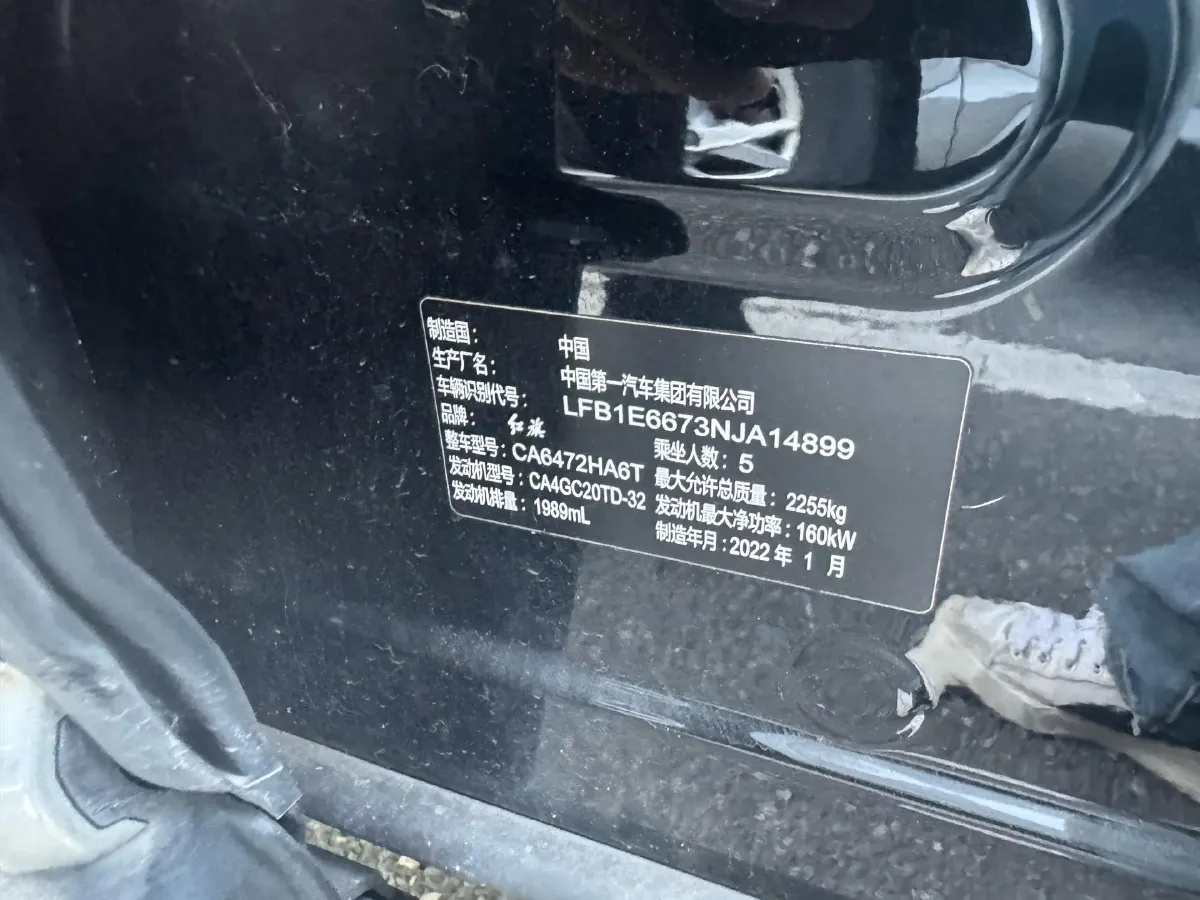 制造国： 中国
生产厂名： 中国第一汽车集团有限公司
车辆识别代号： LFB1E6673NJA14899
品牌： 红旗 乘坐人数： 5
整车型号：CA6472HA6T 最大允许总质量： 2255kg
发动机型号：CA4GC20TD-32 发动机最大净功率：160kW
发动机排量： 1989mL 制造年月：2022 年 1 月